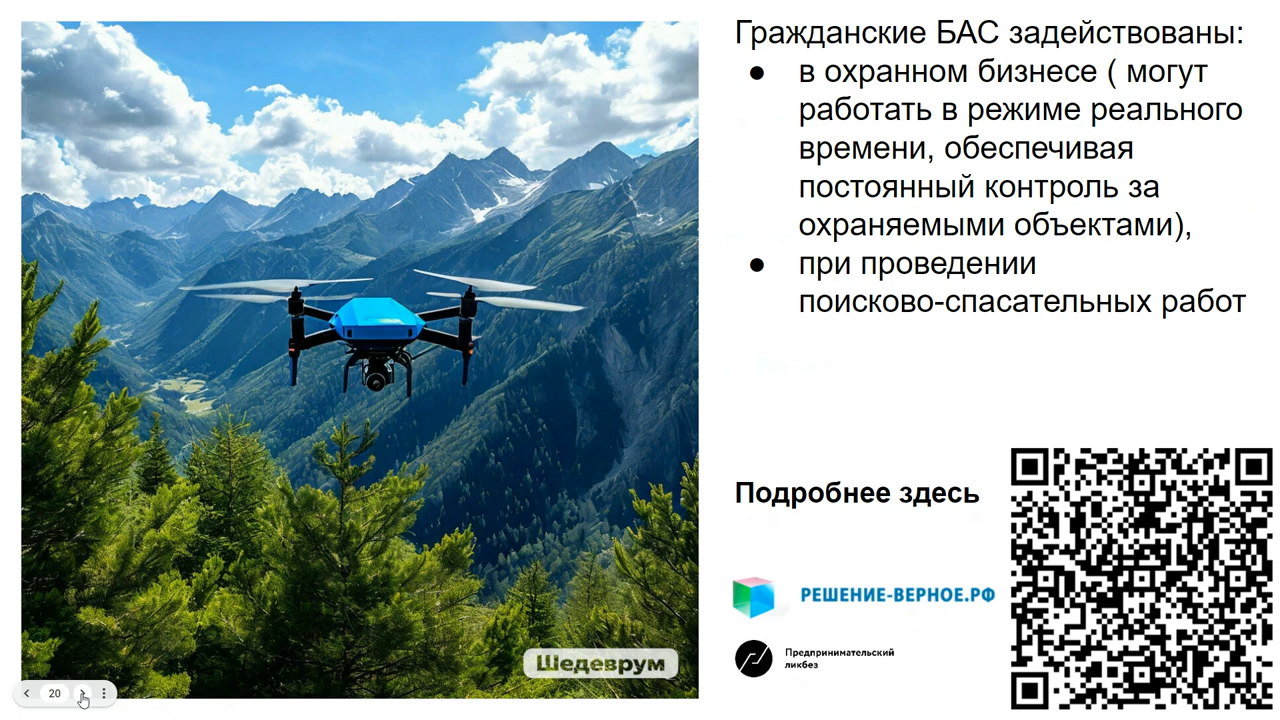 Гражданские БАС задействованы:
● в охранном бизнесе ( могут
работать в режиме реального
времени, обеспечивая
постоянный контроль за
охраняемыми объектами),
● при проведении
поисково-спасательных работ
Подробнее здесь
РЕШЕНИЕ-ВЕРНОЕ.РФ
Предпринимательский
ликбез
Шедеврум
20